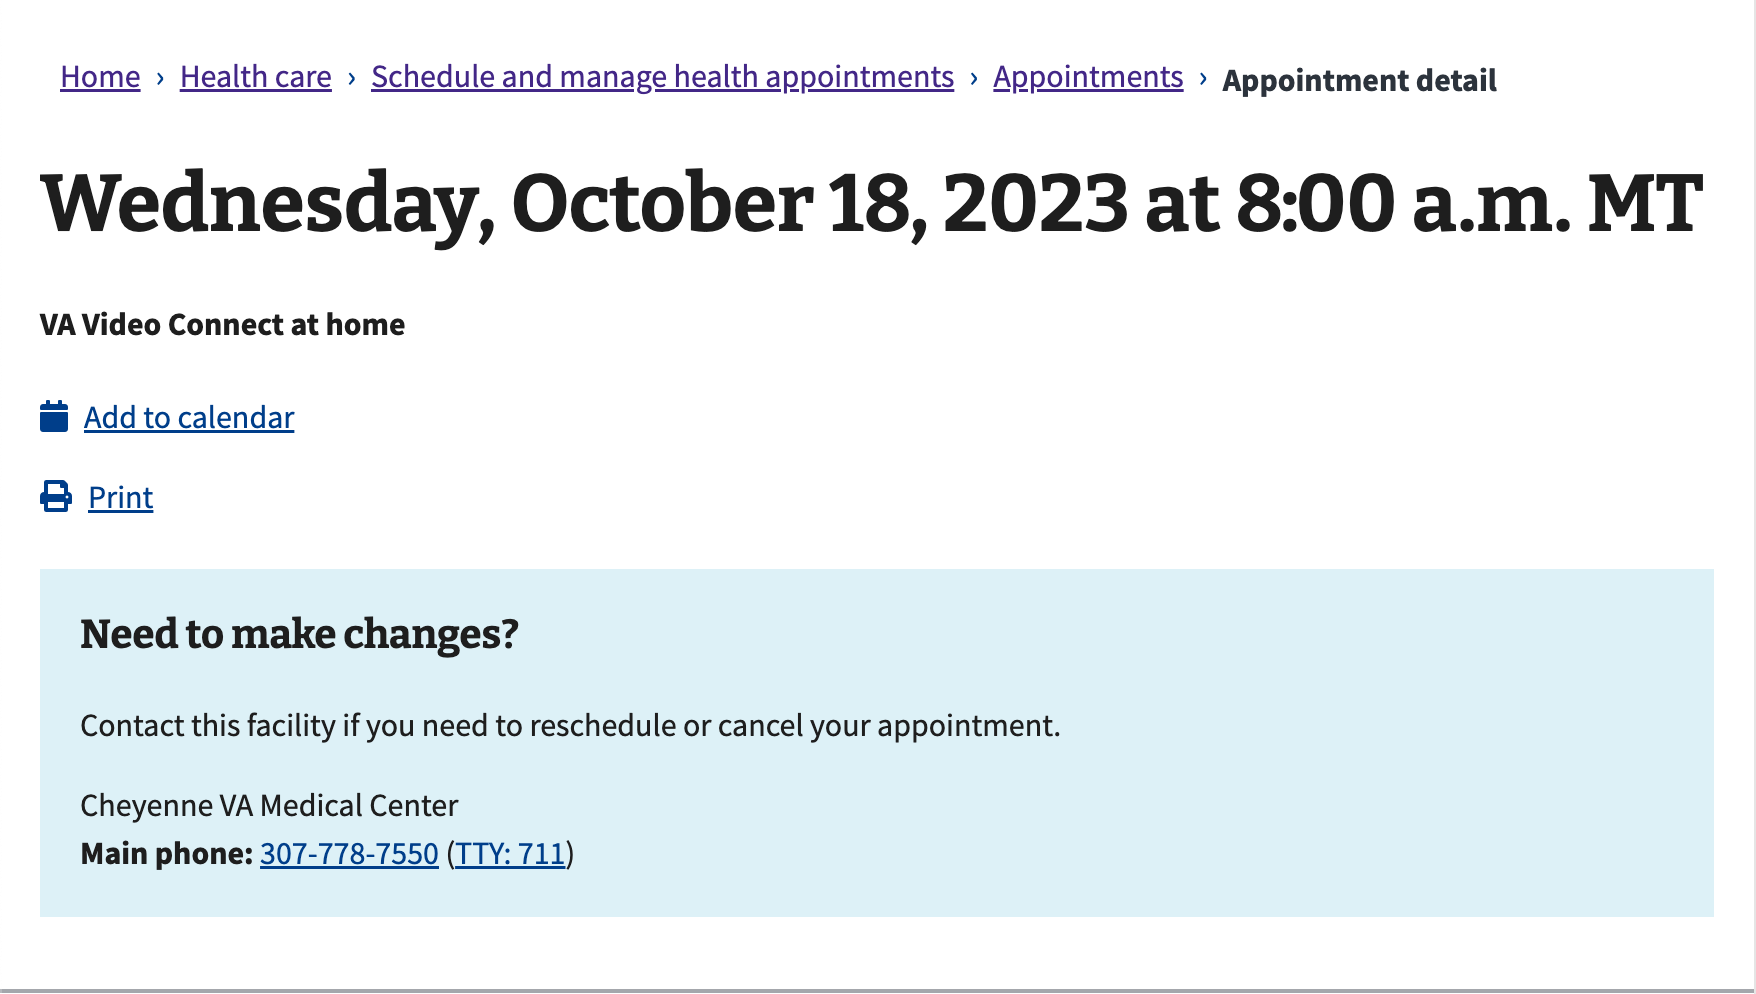 Home › Health care › Schedule and manage health appointments › Appointments › Appointment detail
Wednesday, October 18, 2023 at 8:00 a.m. MT
VA Video Connect at home
Add to calendar
Print
Need to make changes?
Contact this facility if you need to reschedule or cancel your appointment.
Cheyenne VA Medical Center
Main phone: 307-778-7550 (TTY: 711)